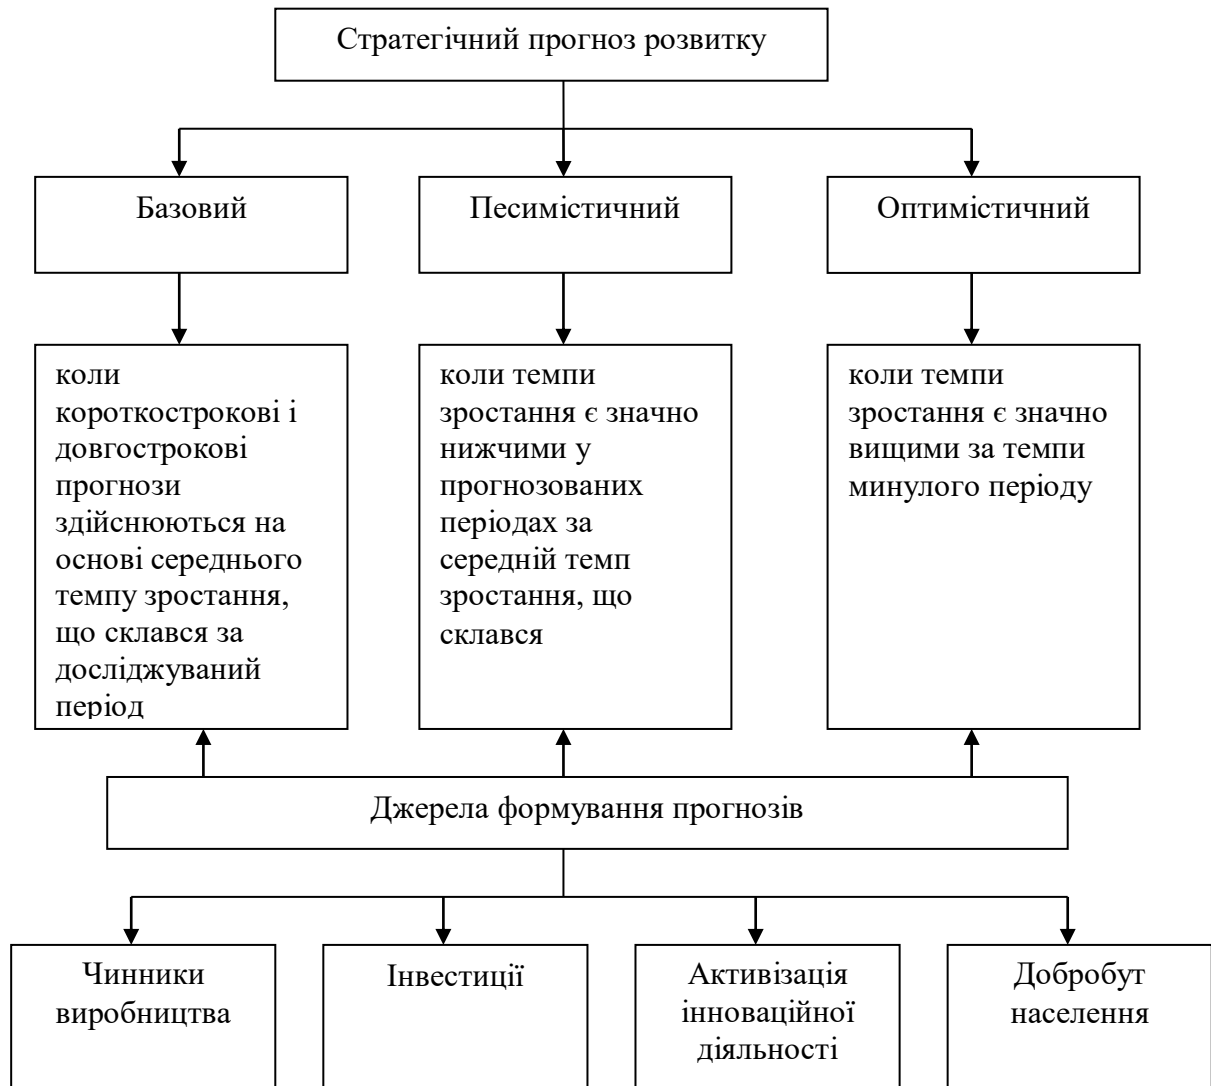 Стратегічний прогноз розвитку
Базовий
Песимістичний
Оптимістичний
коли
короткострокові і
довгострокові
прогнози
здійснюються на
основі середнього
темпу зростання,
що склався за
досліджуваний
період
коли темпи
зростання є значно
нижчими у
прогнозованих
періодах за
середній темп
зростання, що
склався
коли темпи
зростання є значно
вищими за темпи
минулого періоду
Джерела формування прогнозів
Чинники
виробництва
Інвестиції
Активізація
інноваційної
діяльності
Добробут
населення